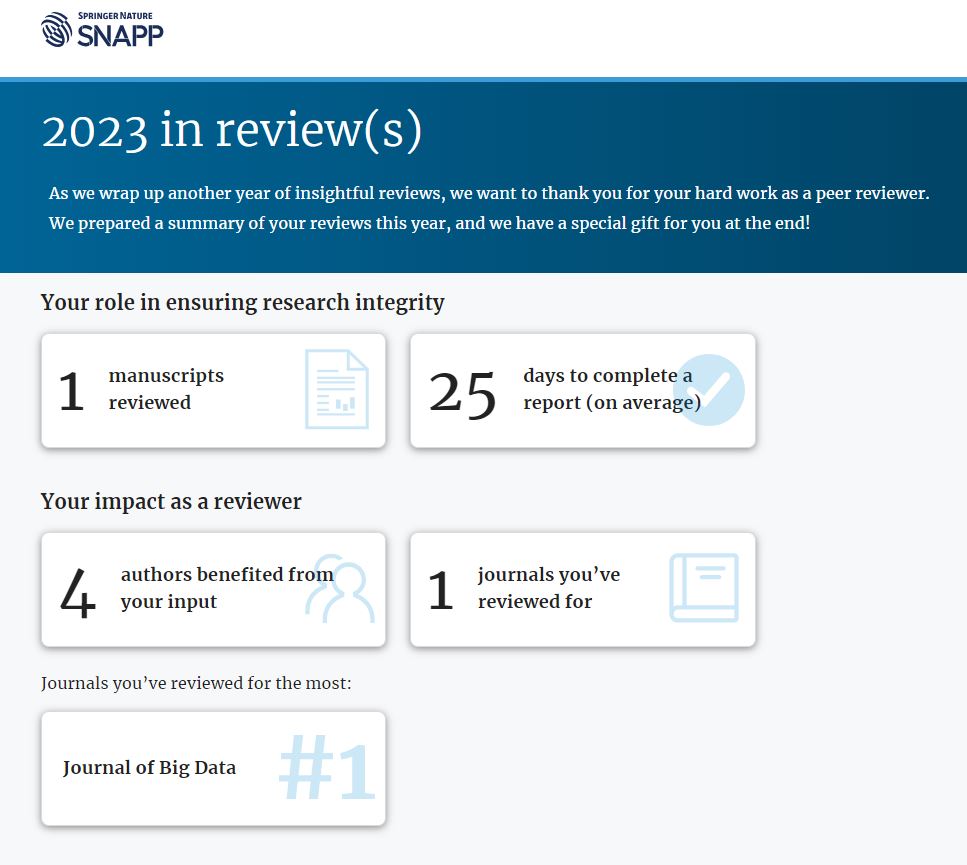 SPRINGER NATURE
SNAPP
2023 in review(s)
As we wrap up another year of insightful reviews, we want to thank you for your hard work as a peer reviewer.
We prepared a summary of your reviews this year, and we have a special gift for you at the end!
Your role in ensuring research integrity
1 manuscripts
reviewed
25 days to complete a
report (on average)
Your impact as a reviewer
4 authors benefited from
your input
1 journals you’ve
reviewed for
Journals you’ve reviewed for the most:
Journal of Big Data #1